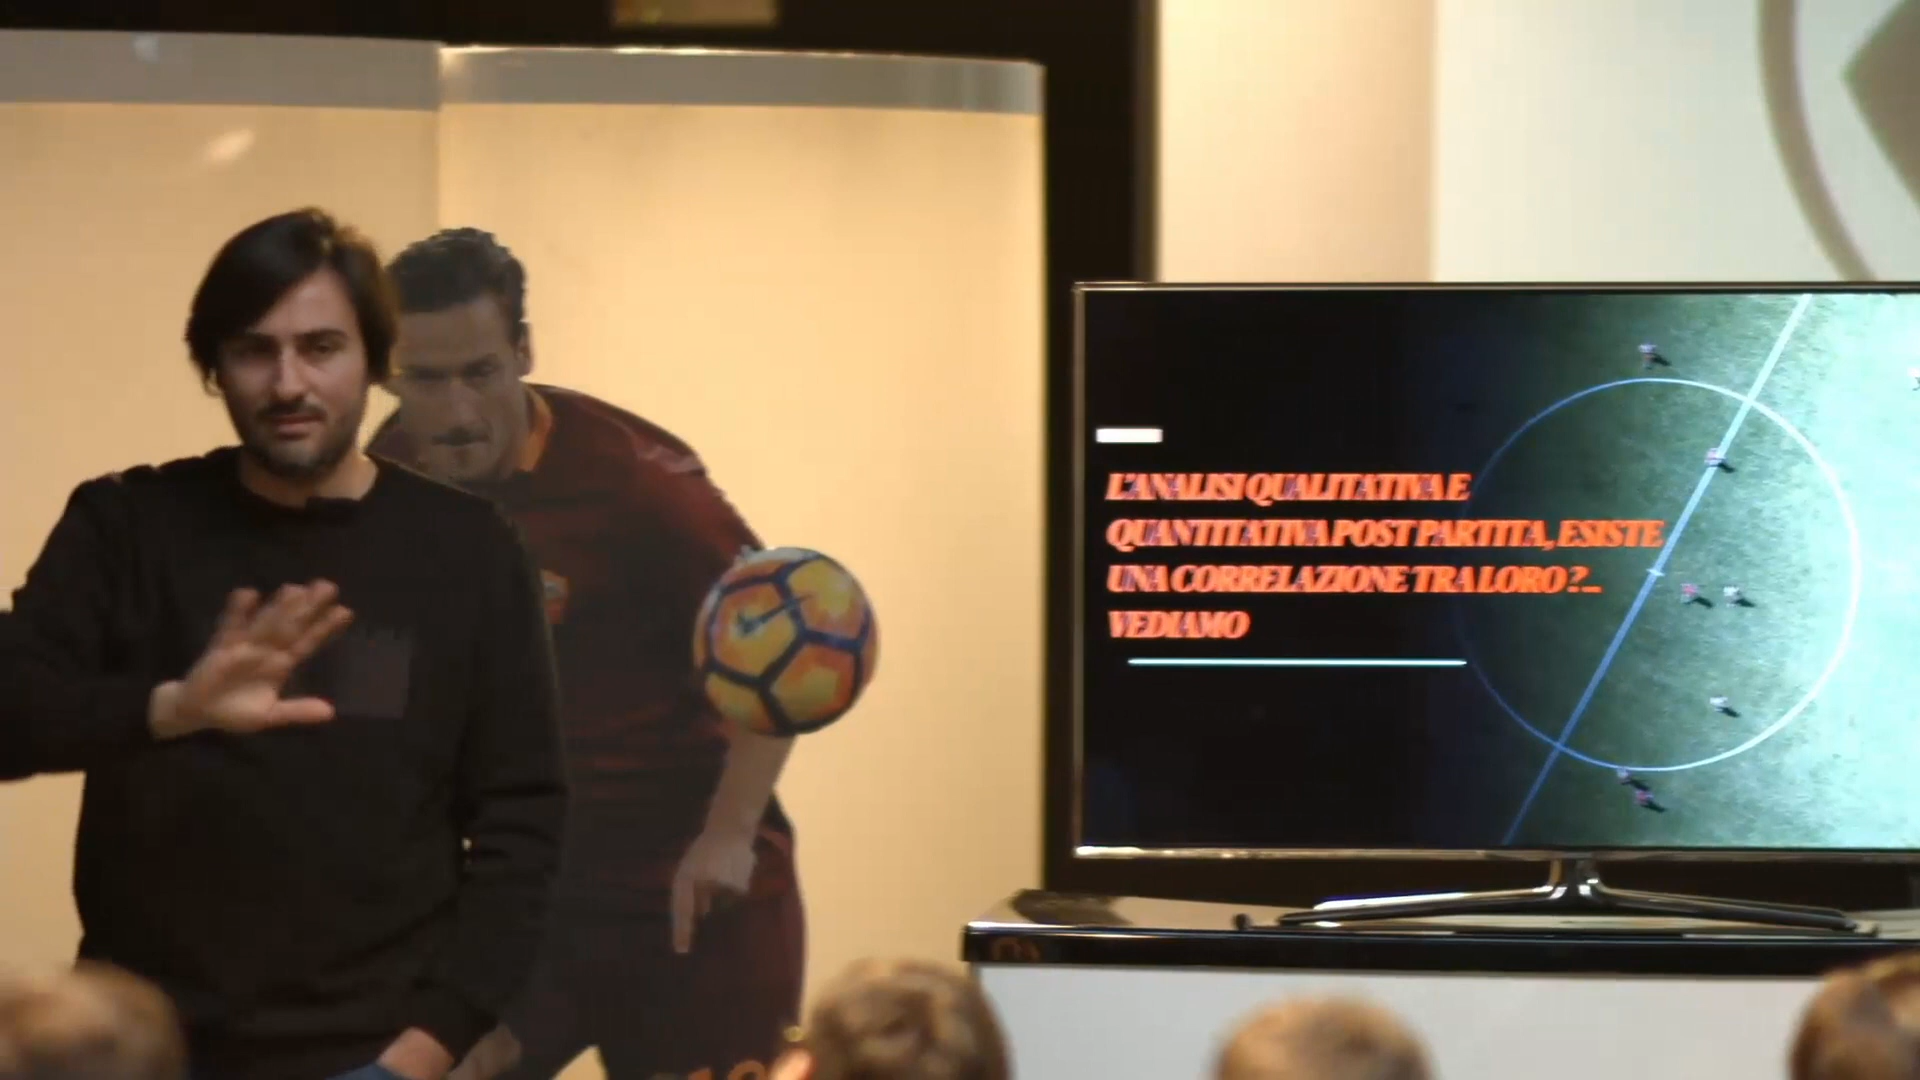 L'ANALISI QUALITATIVA E
QUANTITATIVA POST PARTITA, ESISTE
UNA CORRELAZIONE TRA LORO ?...
VEDIAMO